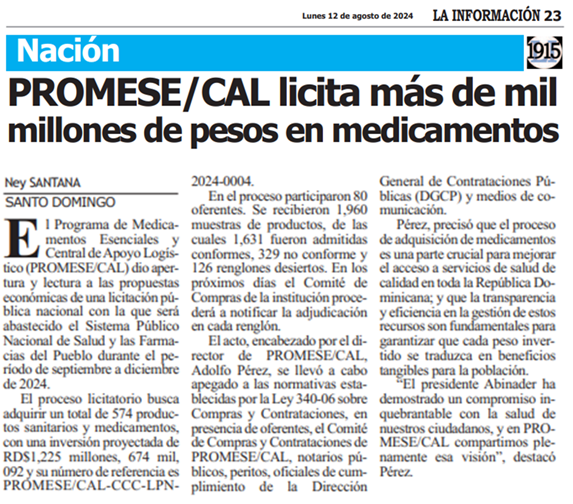 Lunes 12 de agosto de 2024 LA INFORMACIÓN 23
Nación
1915
PROMESE/CAL licita más de mil
millones de pesos en medicamentos
Ney SANTANA
SANTO DOMINGO
El Programa de Medica-
mentos Esenciales y
Central de Apoyo Logís-
tico (PROMESE/CAL) dio aper-
tura y lectura a las propuestas
económicas de una licitación pú-
blica nacional con la que será
abastecido el Sistema Público
Nacional de Salud y las Farma-
cias del Pueblo durante el pe-
ríodo de septiembre a diciembre
de 2024.
El proceso licitatorio busca
adquirir un total de 574 produc-
tos sanitarios y medicamentos,
con una inversión proyectada de
RD$1,225 millones, 674 mil,
092 y su número de referencia es
PROMESE/CAL-CCC-LPN-
2024-0004.
En el proceso participaron 80
oferentes. Se recibieron 1,960
muestras de productos, de las
cuales 1,631 fueron admitidas
conformes, 329 no conforme y
126 renglones desiertos. En los
próximos días el Comité de
Compras de la institución proce-
derá a notificar la adjudicación
en cada renglón.
El acto, encabezado por el di-
rector de PROMESE/CAL,
Adolfo Pérez, se llevó a cabo
apegado a las normativas esta-
blecidas por la Ley 340-06 sobre
Compras y Contrataciones, en
presencia de oferentes, el Comité
de Compras y Contrataciones de
PROMESE/CAL, notarios pú-
blicos, peritos, oficiales de cum-
plimiento de la Dirección
General de Contrataciones Pú-
blicas (DGCP) y medios de co-
municación.
Pérez, precisó que el proceso
de adquisición de medicamentos
es una parte crucial para mejorar
el acceso a servicios de salud de
calidad en toda la República Do-
minicana; y que la transparencia
y eficiencia en la gestión de estos
recursos son fundamentales para
garantizar que cada peso inver-
tido se traduzca en beneficios
tangibles para la población.
“El presidente Abinader ha
demostrado un compromiso in-
quebrantable con la salud de
nuestros ciudadanos, y en PRO-
MESE/CAL compartimos ple-
namente esa visión”, destacó
Pérez.